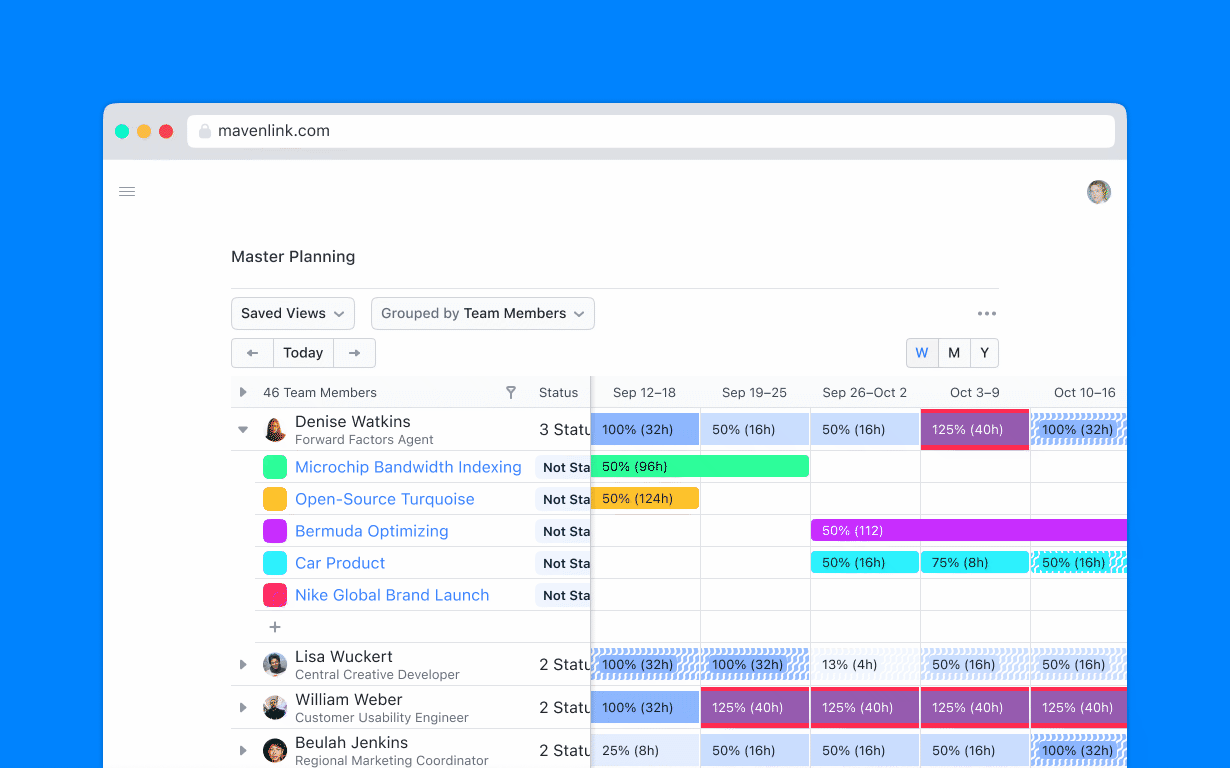 mavenlink.com
Master Planning
Saved Views
Grouped by Team Members
Today
W M Y
46 Team Members Status Sep 12–18 Sep 19–25 Sep 26–Oct 2 Oct 3–9 Oct 10–16
Denise Watkins
Forward Factors Agent
3 Statu 100% (32h) 50% (16h) 50% (16h) 125% (40h) 100% (32h)
Microchip Bandwidth Indexing Not Sta 50% (96h)
Open-Source Turquoise Not Sta 50% (124h)
Bermuda Optimizing Not Sta 50% (112)
Car Product Not Sta 50% (16h) 75% (8h) 50% (16h)
Nike Global Brand Launch Not Sta
Lisa Wuckert
Central Creative Developer
2 Statu 100% (32h) 100% (32h) 13% (4h) 50% (16h) 50% (16h)
William Weber
Customer Usability Engineer
2 Statu 100% (32h) 125% (40h) 125% (40h) 125% (40h) 125% (40h)
Beulah Jenkins
Regional Marketing Coordinator
2 Statu 25% (8h) 50% (16h) 50% (16h) 50% (16h) 100% (32h)